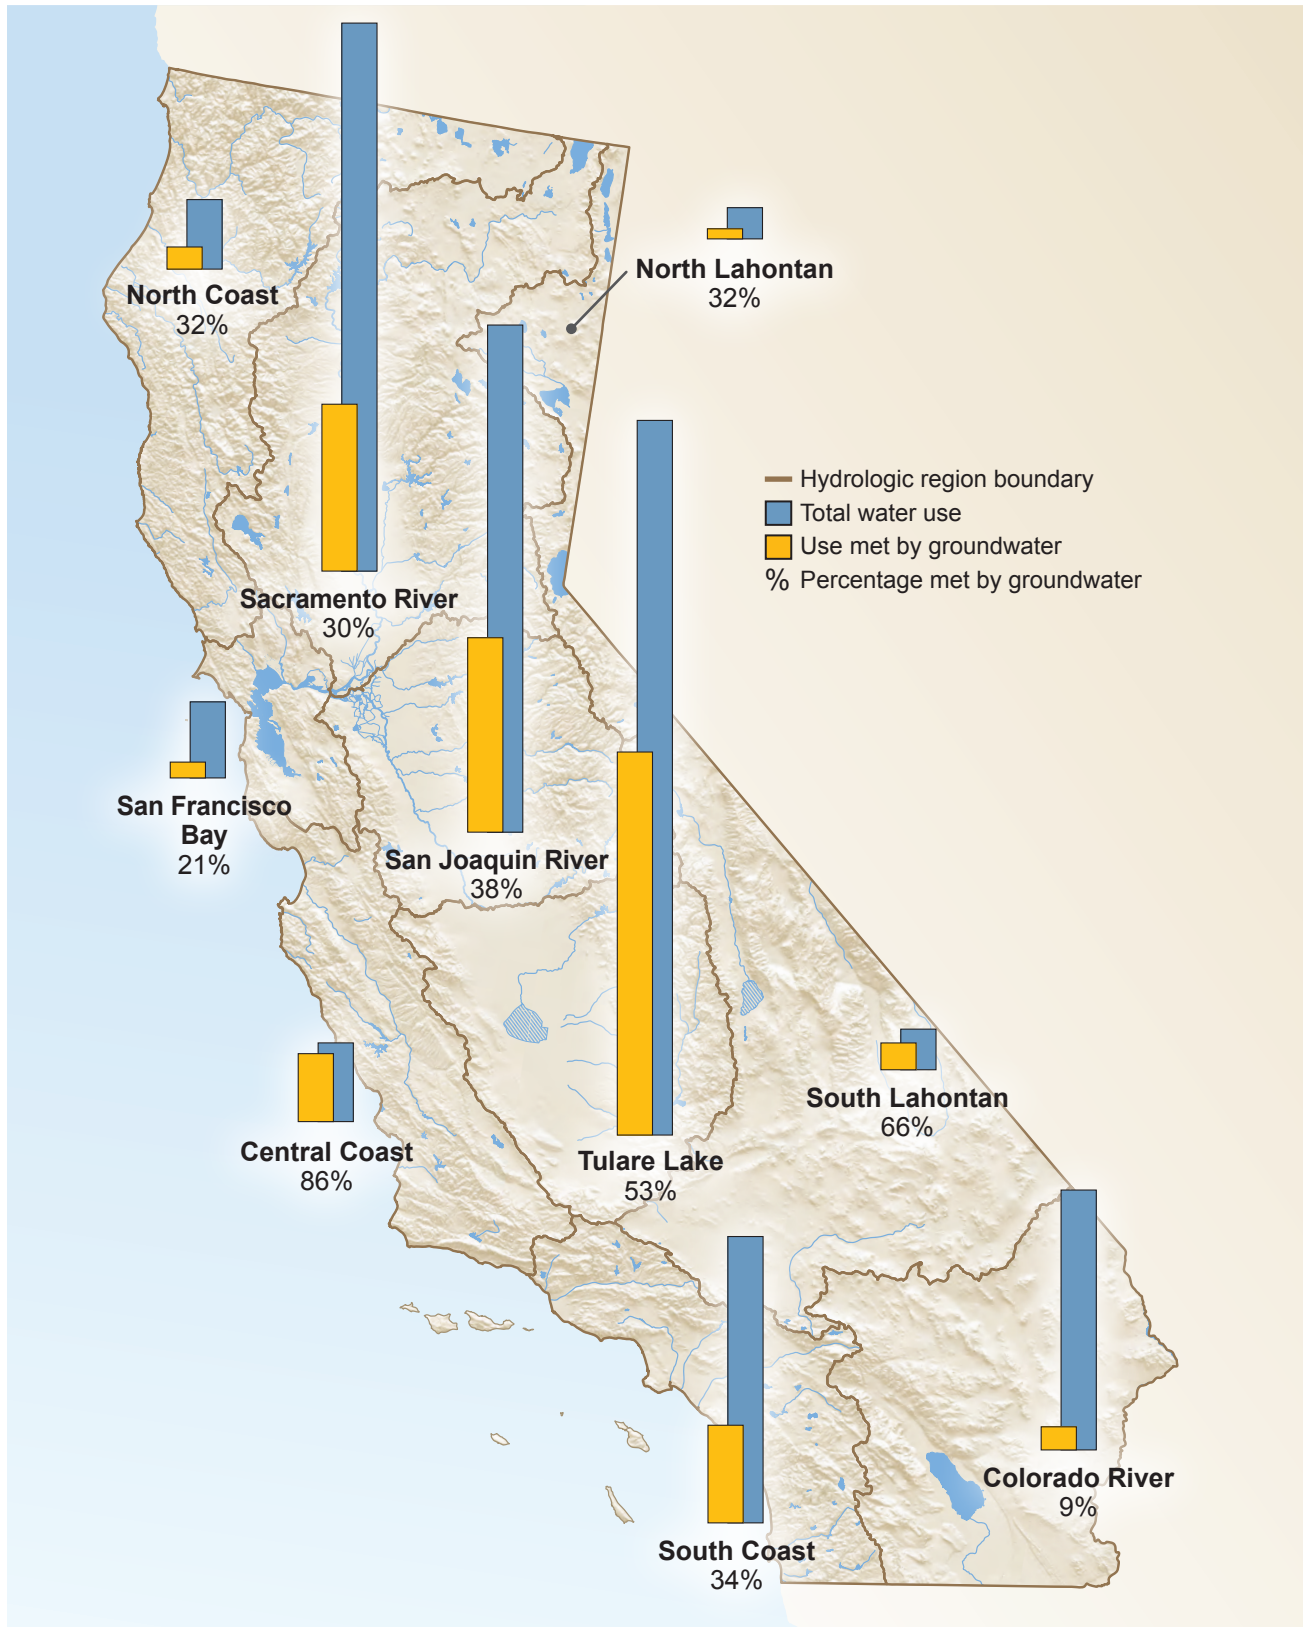 North Coast
32%
North Lahontan
32%
Hydrologic region boundary
Total water use
Use met by groundwater
% Percentage met by groundwater
Sacramento River
30%
San Francisco
Bay
21%
San Joaquin River
38%
Central Coast
86%
Tulare Lake
53%
South Lahontan
66%
Colorado River
9%
South Coast
34%